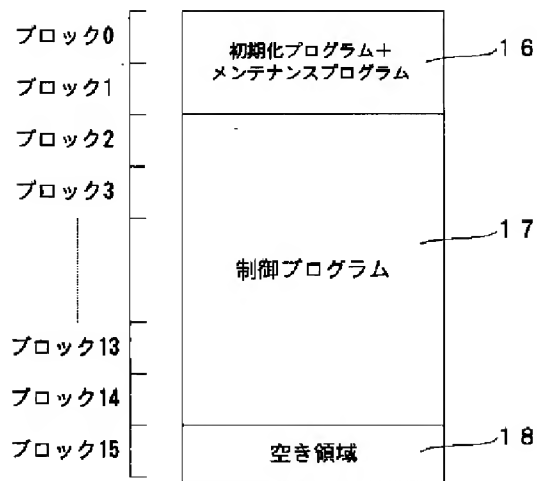 ブロック0
ブロック1
ブロック2
ブロック3
ブロック13
ブロック14
ブロック15
初期化プログラム＋
メンテナンスプログラム
16
制御プログラム
17
空き領域
18